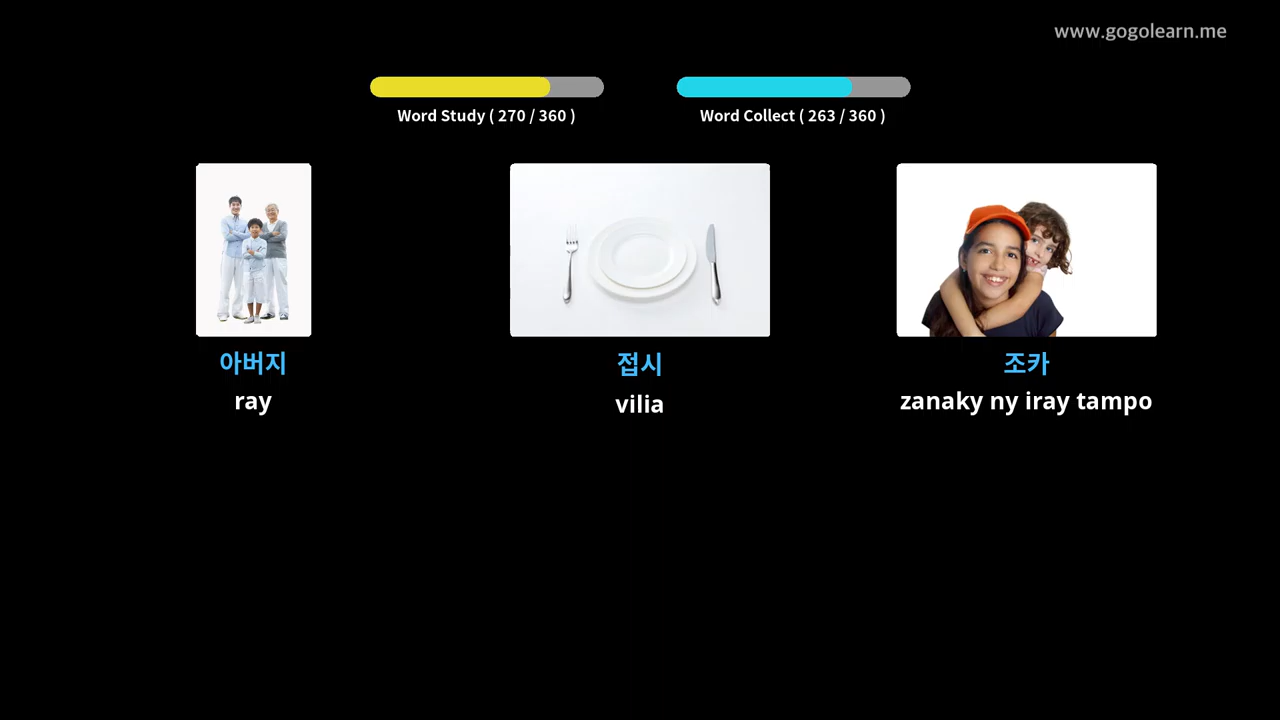 www.gogolearn.me
Word Study ( 270 / 360 )
Word Collect ( 263 / 360 )
아버지
ray
접시
vilia
조카
zanaky ny iray tampo